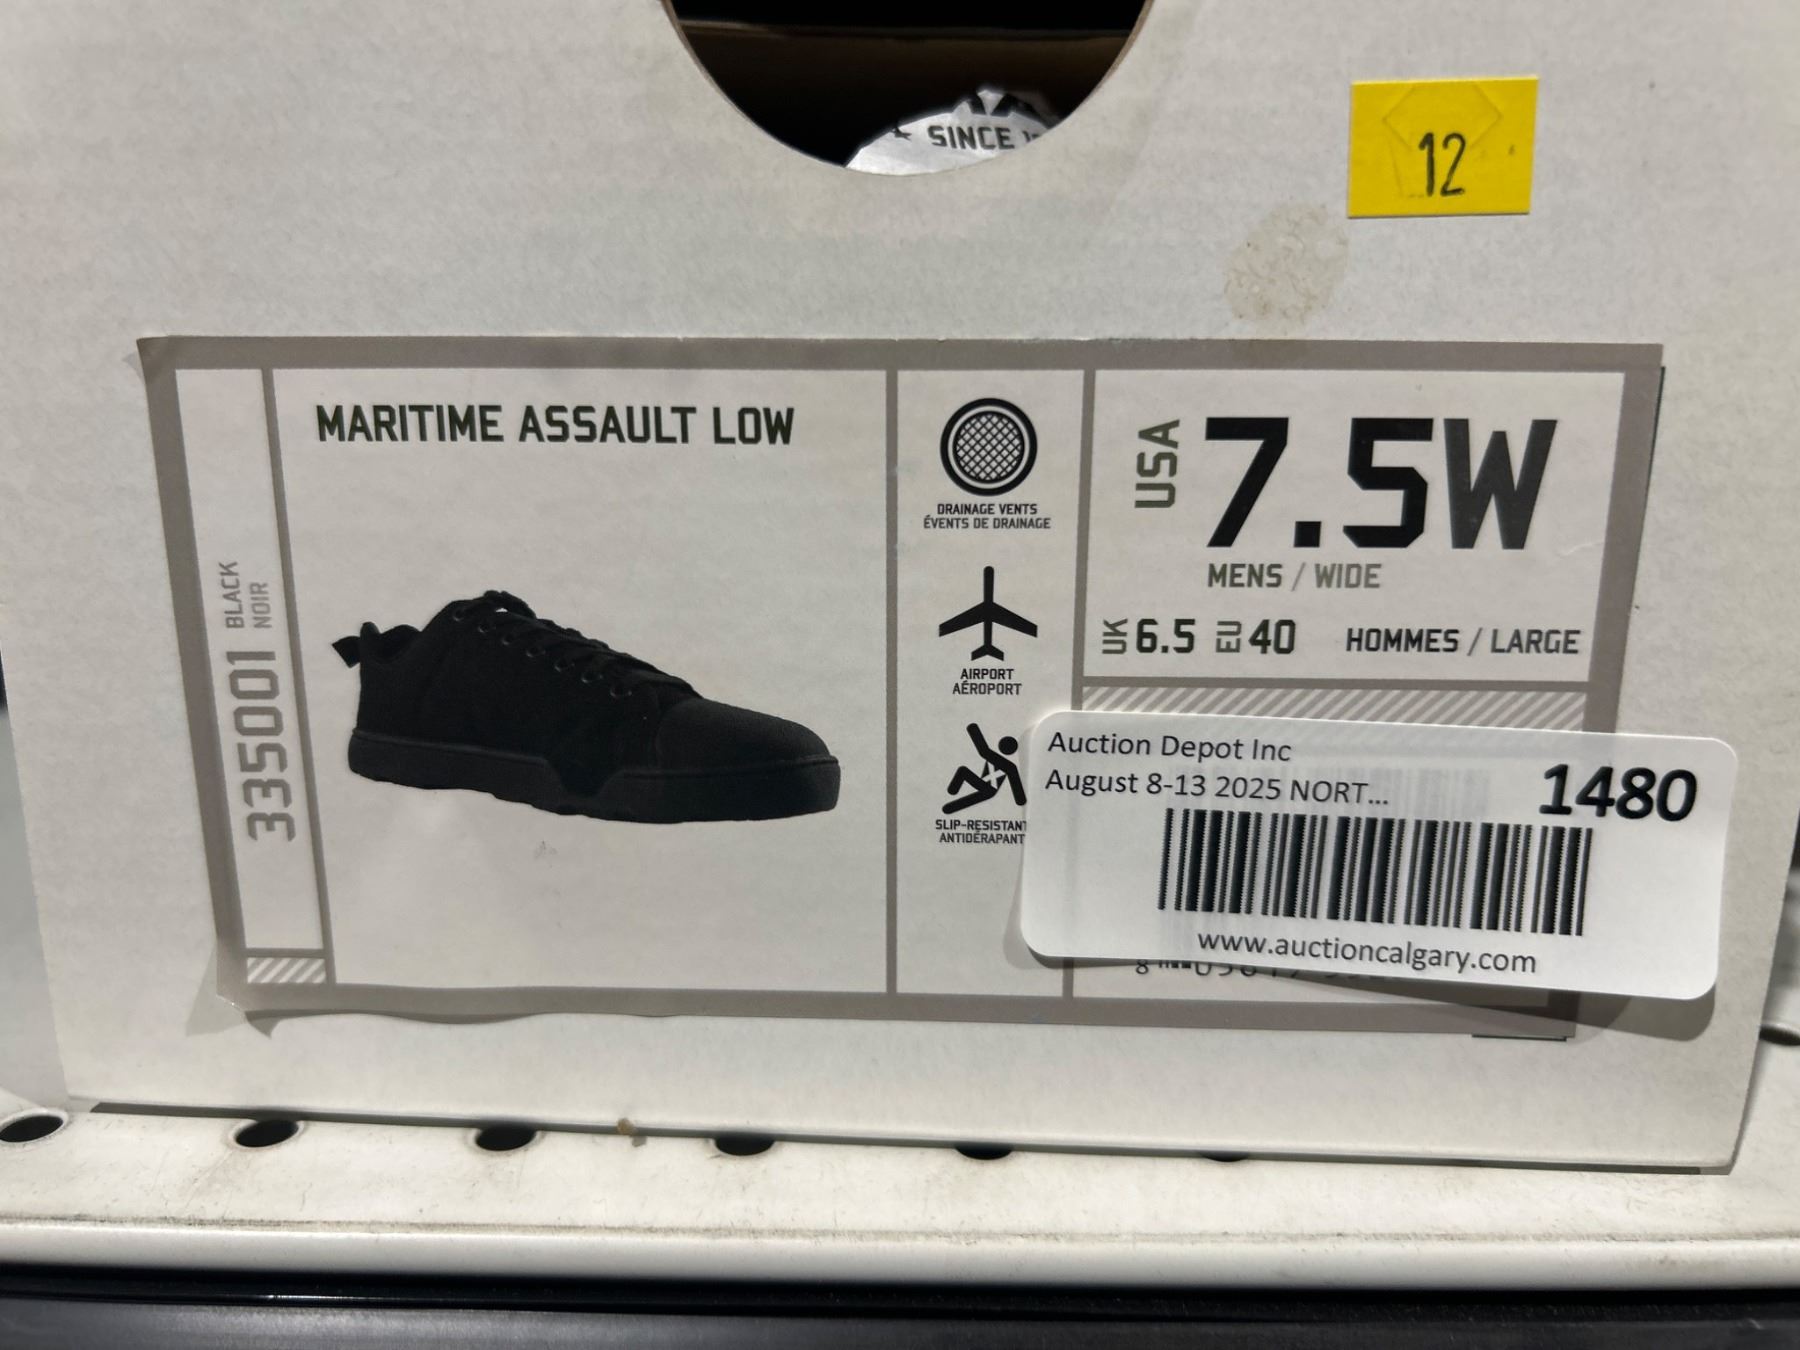 SINCE
12
MARITIME ASSAULT LOW
335001
BLACK
NOIR
DRAINAGE VENTS
ÉVENTS DE DRAINAGE
AIRPORT
AÉROPORT
SLIP-RESISTANT
ANTIDÉRAPANT
USA 7.5W
MENS / WIDE
UK 6.5 EU 40 HOMMES / LARGE
Auction Depot Inc
August 8-13 2025 NORT...
1480
www.auctioncalgary.com